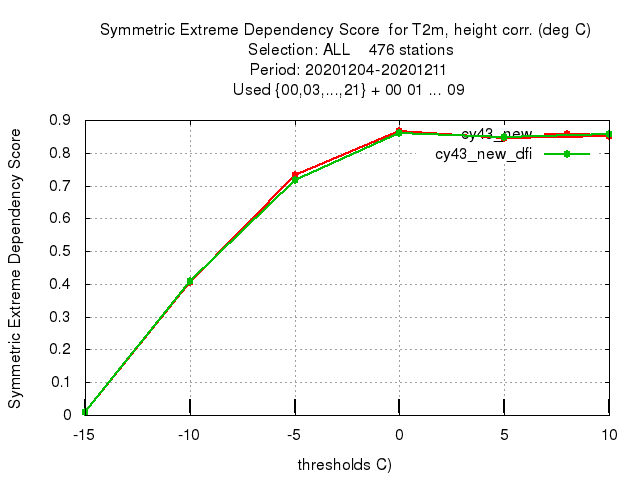 Symmetric Extreme Dependency Score for T2m, height corr. (deg C)
Selection: ALL 476 stations
Period: 20201204-20201211
Used {00,03,...,21} + 00 01 ... 09
Symmetric Extreme Dependency Score
0.9
0.8
0.7
0.6
0.5
0.4
0.3
0.2
0.1
0
cy43_new
cy43_new_dfi
-15 -10 -5 0 5 10
thresholds C)